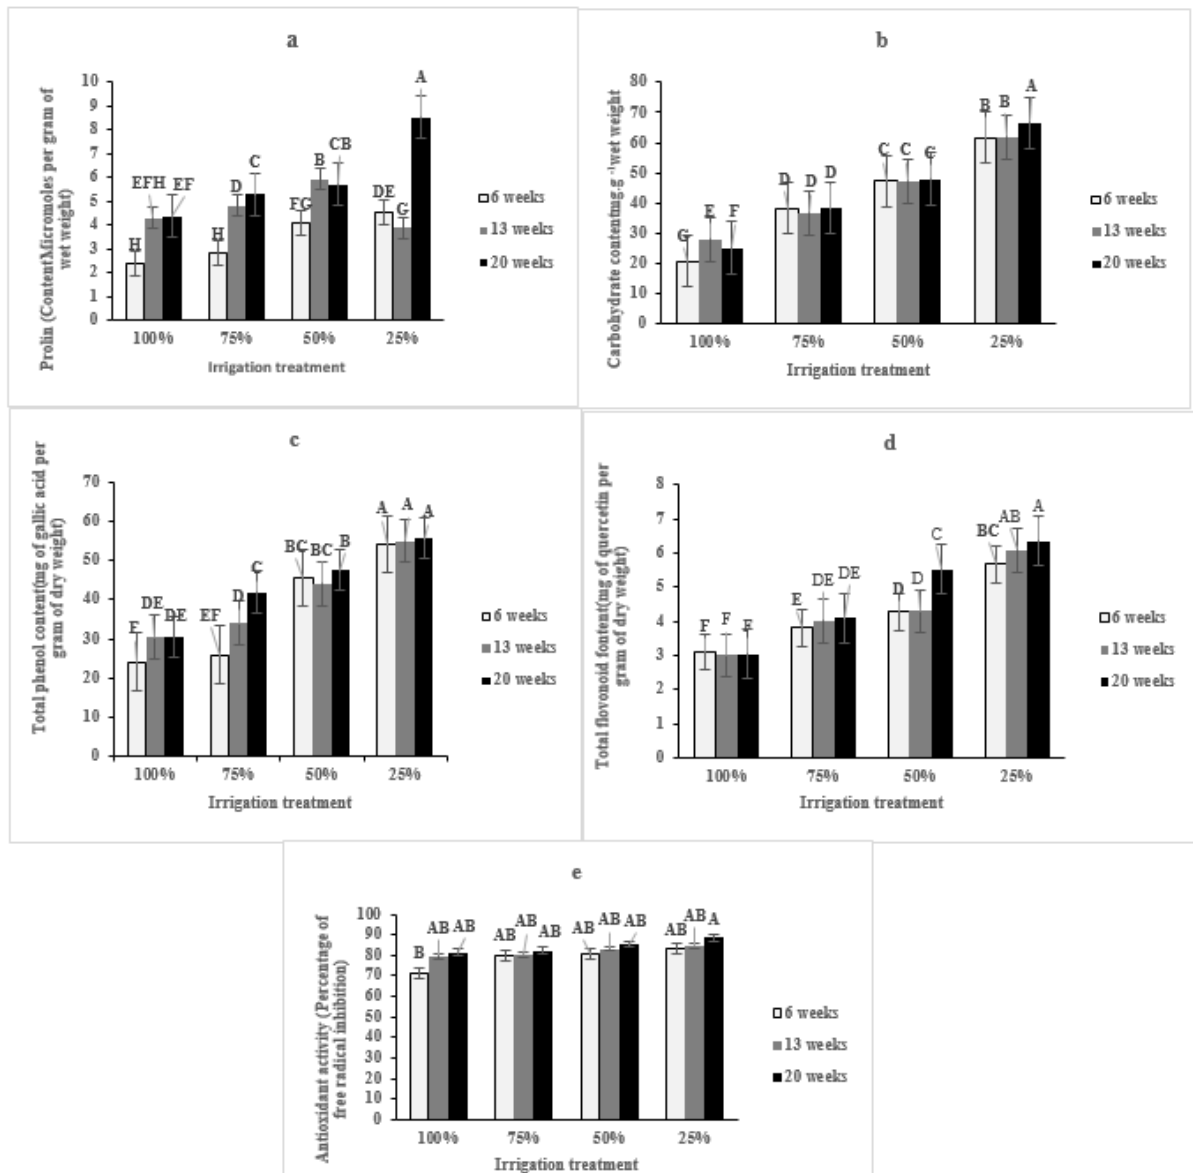 a
Prolin (ContentMicromoles per gram of
wet weight)
10
9
8
7
6
5
4
3
2
1
0
H
EFH
EF
H
D
C
FG
B
CB
DE
G
A
100%
75%
50%
25%
Irrigation treatment
6 weeks
13 weeks
20 weeks
b
Carbohydrate contentmg.g⁻¹wet weight
80
70
60
50
40
30
20
10
0
G
E
F
D
D
D
C
C
C
B
B
A
100%
75%
50%
25%
Irrigation treatment
6 weeks
13 weeks
20 weeks
c
Total phenol content(mg of gallic acid per
gram of dry weight)
70
60
50
40
30
20
10
0
F
DE
DE
EF
D
C
BC
BC
B
A
A
A
100%
75%
50%
25%
Irrigation treatment
6 weeks
13 weeks
20 weeks
d
Total flovonoid fontent(mg of quercetin per
gram of dry weight)
8
7
6
5
4
3
2
1
0
F
F
F
E
DE
DE
D
D
C
BC
AB
A
100%
75%
50%
25%
Irrigation treatment
6 weeks
13 weeks
20 weeks
e
Antioxidant activity (Percentage of
free radical inhibition)
100
90
80
70
60
50
40
30
20
10
0
B
AB
AB
AB
AB
AB
AB
AB
AB
AB
AB
A
100%
75%
50%
25%
Irrigation treatment
6 weeks
13 weeks
20 weeks